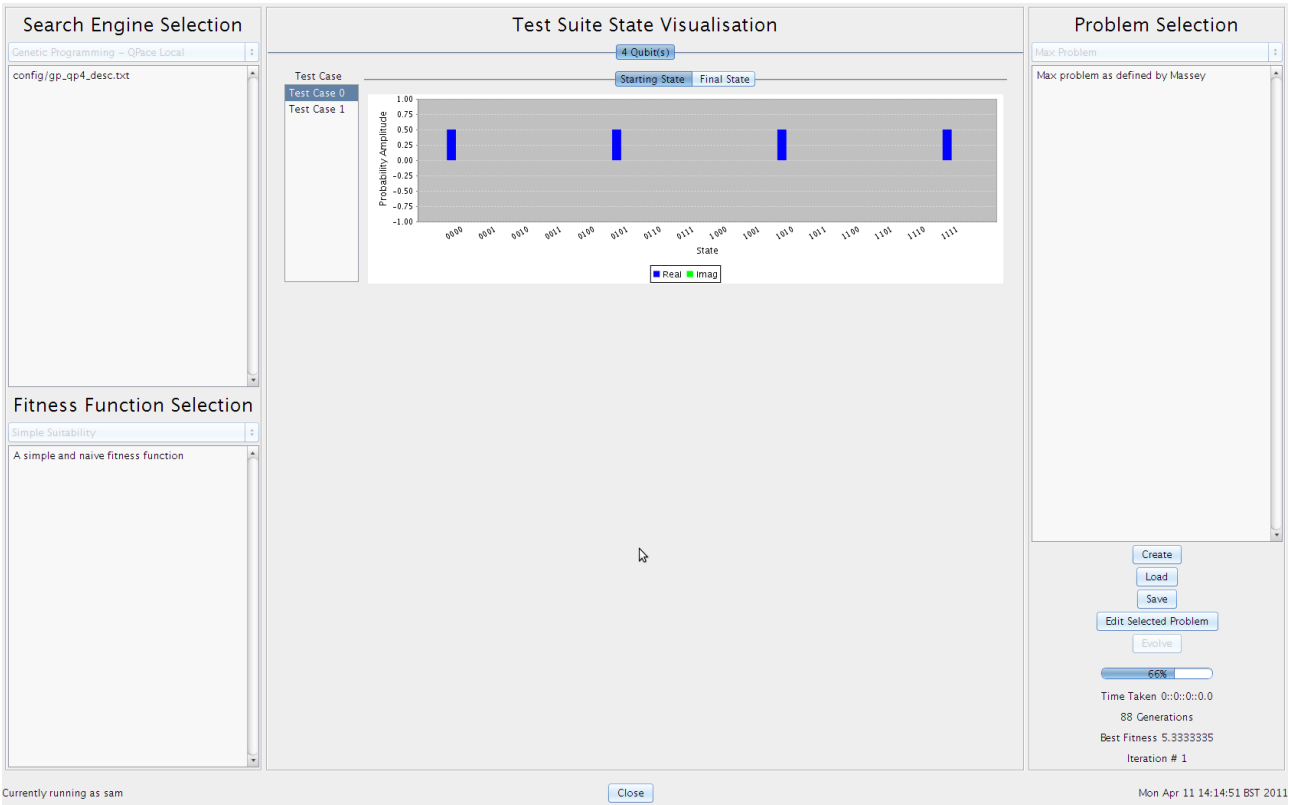 Search Engine Selection
Genetic Programming – QPace Local
config/gp_qp4_desc.txt
Fitness Function Selection
Simple Suitability
A simple and naive fitness function
Test Suite State Visualisation
4 Qubit(s)
Test Case
Test Case 0
Test Case 1
Starting State
Final State
Probability Amplitude
1.00
0.75
0.50
0.25
0.00
-0.25
-0.50
-0.75
-1.00
0000 0001 0010 0011 0100 0101 0110 0111 1000 1001 1010 1011 1100 1101 1110 1111
State
Real Imag
Problem Selection
Max Problem
Max problem as defined by Massey
Create
Load
Save
Edit Selected Problem
Evolve
66%
Time Taken 0::0::0::0.0
88 Generations
Best Fitness 5.3333335
Iteration # 1
Currently running as sam
Close
Mon Apr 11 14:14:51 BST 2011